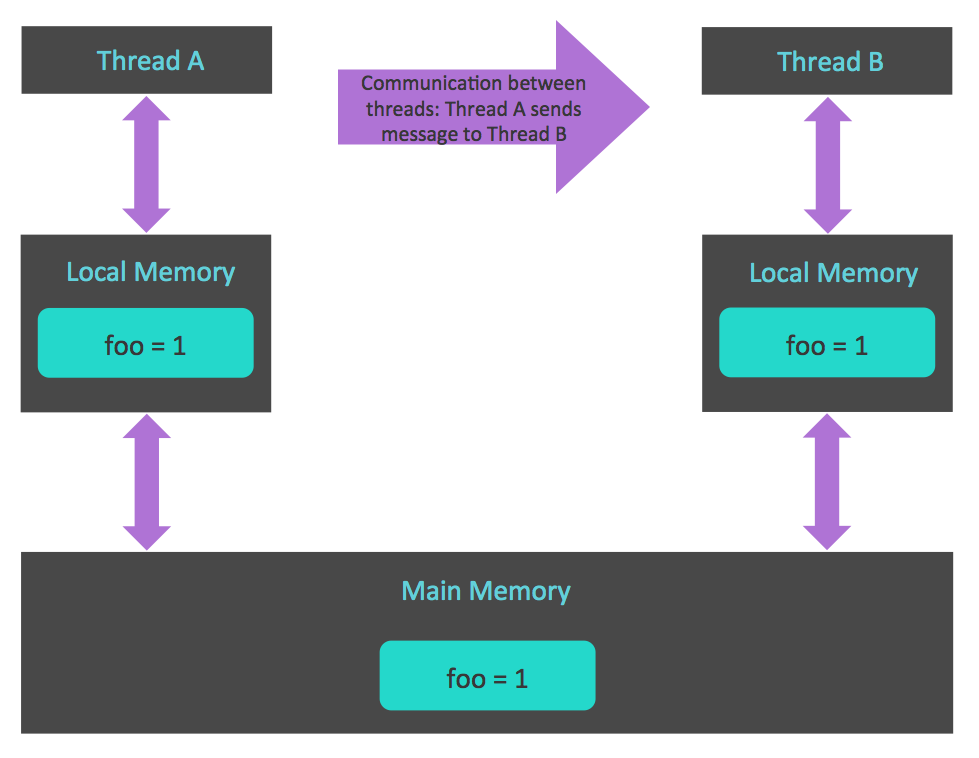 Thread A
Communication between
threads: Thread A sends
message to Thread B
Thread B
Local Memory
foo = 1
Local Memory
foo = 1
Main Memory
foo = 1